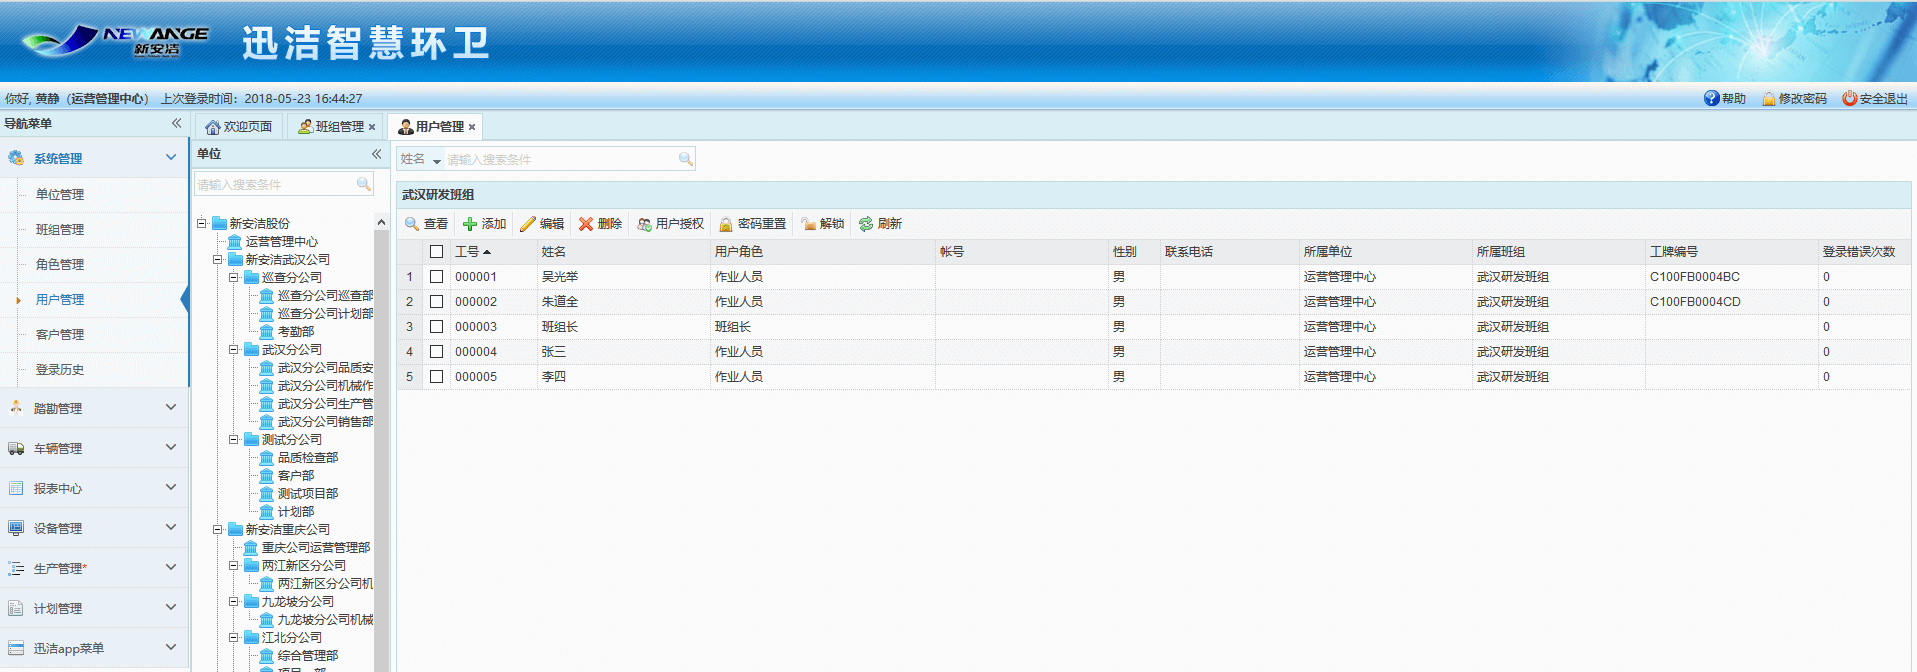 NEWANGE
新安洁
迅洁智慧环卫
你好, 黄静（运营管理中心） 上次登录时间：2018-05-23 16:44:27
帮助 修改密码 安全退出
导航菜单
系统管理
单位管理
班组管理
角色管理
用户管理
客户管理
登录历史
踏勘管理
车辆管理
报表中心
设备管理
生产管理*
计划管理
迅洁app菜单
欢迎页面 班组管理 用户管理
单位
请输入搜索条件
新安洁股份
运营管理中心
新安洁武汉公司
巡查分公司
巡查分公司巡查部
巡查分公司计划部
考勤部
武汉分公司
武汉分公司品质安
武汉分公司机械作
武汉分公司生产管
武汉分公司销售部
测试分公司
品质检查部
客户部
测试项目部
计划部
新安洁重庆公司
重庆公司运营管理部
两江新区分公司
两江新区分公司机
九龙坡分公司
九龙坡分公司机械
江北分公司
综合管理部
姓名 请输入搜索条件
武汉研发班组
查看 添加 编辑 删除 用户授权 密码重置 解锁 刷新
工号 姓名 用户角色 帐号 性别 联系电话 所属单位 所属班组 工牌编号 登录错误次数
1 000001 吴光举 作业人员 男 运营管理中心 武汉研发班组 C100FB0004BC 0
2 000002 朱道全 作业人员 男 运营管理中心 武汉研发班组 C100FB0004CD 0
3 000003 班组长 班组长 男 运营管理中心 武汉研发班组 0
4 000004 张三 作业人员 男 运营管理中心 武汉研发班组 0
5 000005 李四 作业人员 男 运营管理中心 武汉研发班组 0